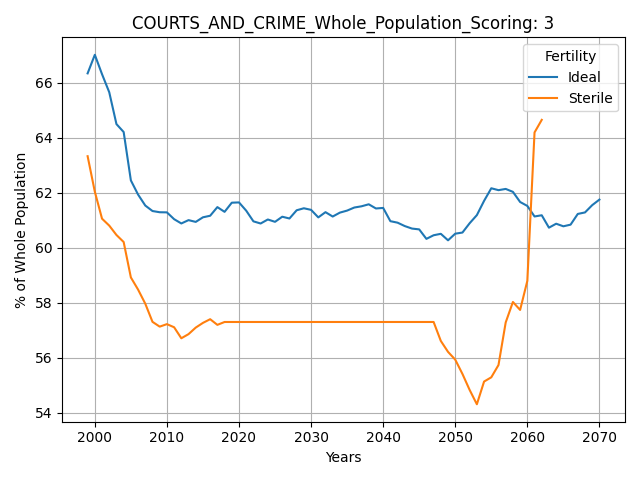 COURTS_AND_CRIME_Whole_Population_Scoring: 3
Fertility
Ideal
Sterile
% of Whole Population
66
64
62
60
58
56
54
2000 2010 2020 2030 2040 2050 2060 2070
Years